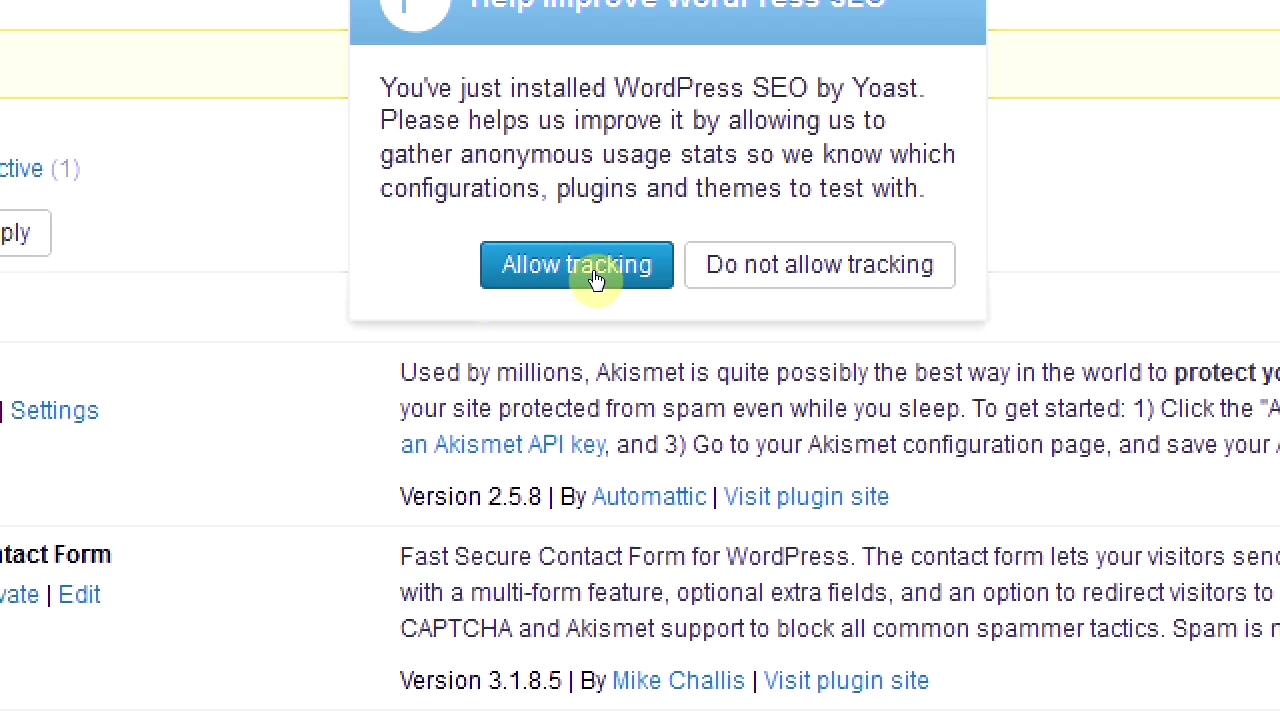 Help improve WordPress SEO
You've just installed WordPress SEO by Yoast.
Please helps us improve it by allowing us to
gather anonymous usage stats so we know which
configurations, plugins and themes to test with.
ctive (1)
ply
Allow tracking
Do not allow tracking
| Settings
Used by millions, Akismet is quite possibly the best way in the world to protect yo
your site protected from spam even while you sleep. To get started: 1) Click the "A
an Akismet API key, and 3) Go to your Akismet configuration page, and save your A
Version 2.5.8 | By Automattic | Visit plugin site
ntact Form
vate | Edit
Fast Secure Contact Form for WordPress. The contact form lets your visitors send
with a multi-form feature, optional extra fields, and an option to redirect visitors to
CAPTCHA and Akismet support to block all common spammer tactics. Spam is n
Version 3.1.8.5 | By Mike Challis | Visit plugin site